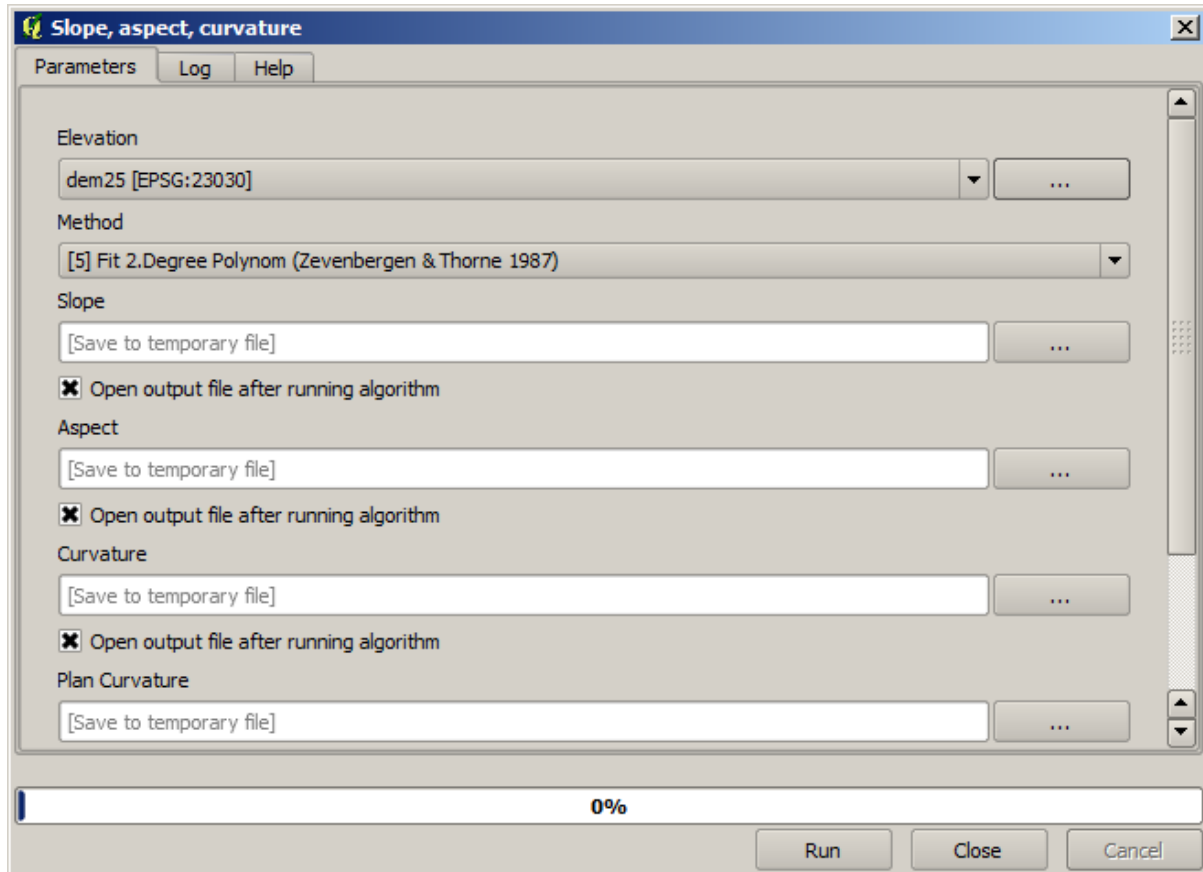 Slope, aspect, curvature
Parameters Log Help
Elevation
dem25 [EPSG:23030] ...
Method
[5] Fit 2.Degree Polynom (Zevenbergen & Thorne 1987)
Slope
[Save to temporary file] ...
Open output file after running algorithm
Aspect
[Save to temporary file] ...
Open output file after running algorithm
Curvature
[Save to temporary file] ...
Open output file after running algorithm
Plan Curvature
[Save to temporary file] ...
0%
Run Close Cancel